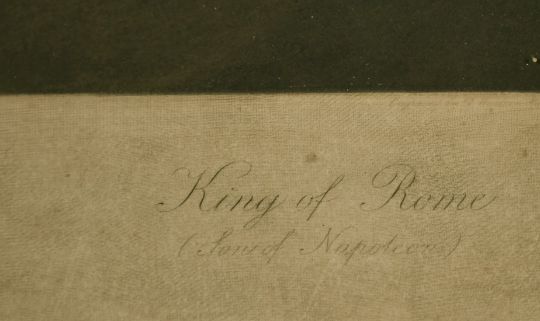 King of Rome
(Son of Napoleon)